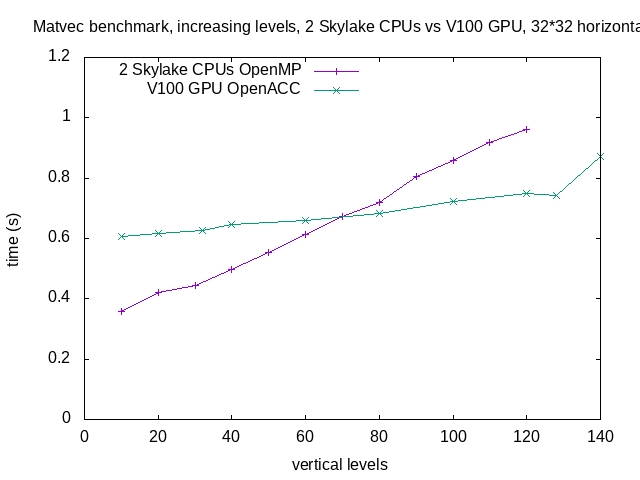 Matvec benchmark, increasing levels, 2 Skylake CPUs vs V100 GPU, 32*32 horizonta
2 Skylake CPUs OpenMP
V100 GPU OpenACC
1.2
1
0.8
0.6
0.4
0.2
0
time (s)
0 20 40 60 80 100 120 140
vertical levels